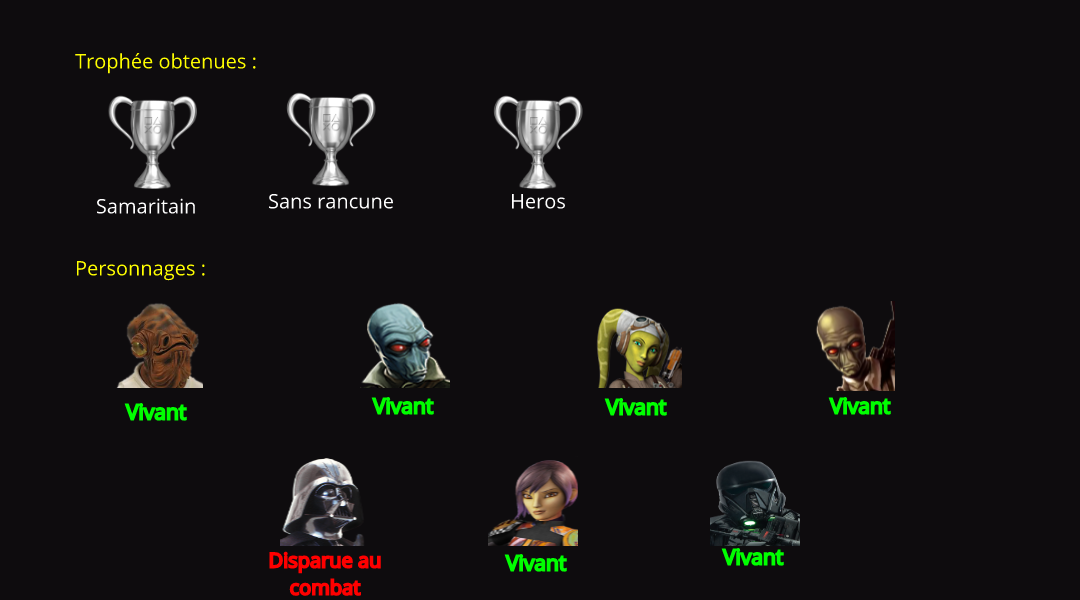 Trophée obtenues :
Samaritain
Sans rancune
Heros
Personnages :
Vivant
Vivant
Vivant
Vivant
Disparue au
combat
Vivant
Vivant